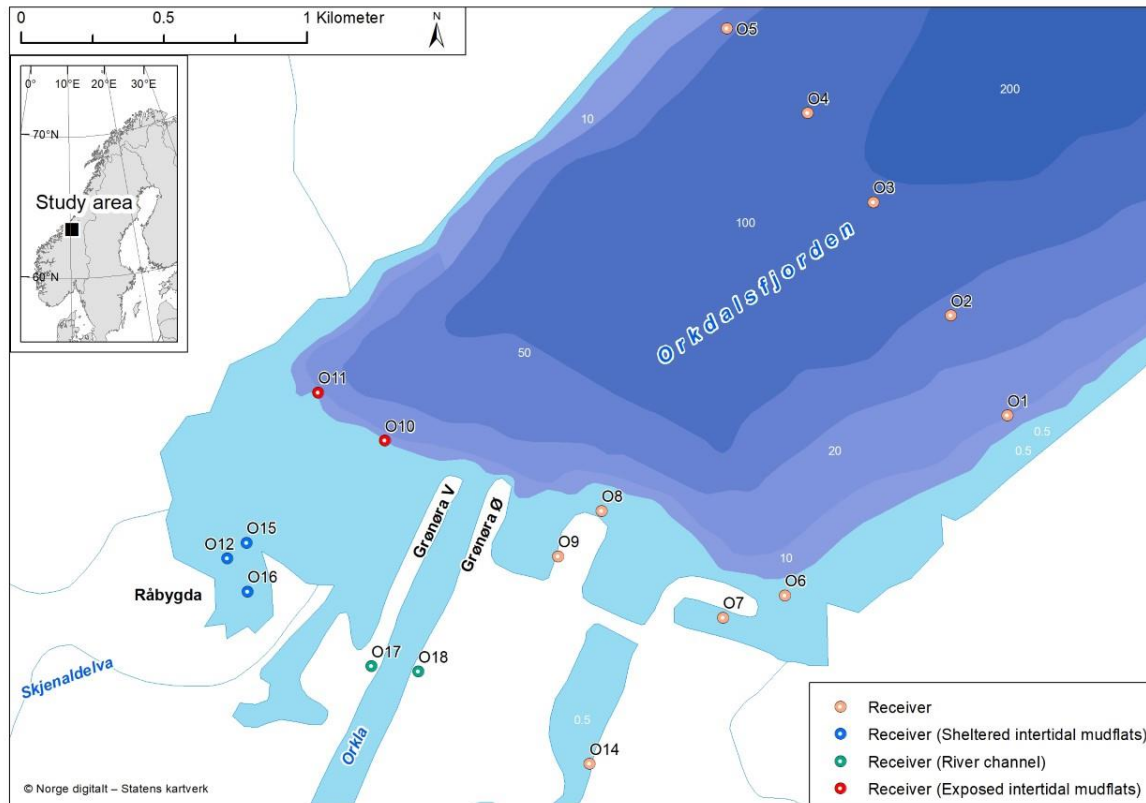 0 0.5 1 Kilometer
N
0° 10°E 20°E 30°E
70°N
Study area
60°N
O5
O4
200
10
O3
100
Orkdalsfjorden
O2
50
O11
O1
O10
0.5
0.5
20
Grønøra V
Grønøra Ø
O8
O15
O12
O9
10
O16
O6
Råbygda
O7
O17
O18
Skjenaldelva
Orkla
0.5
O14
Receiver
Receiver (Sheltered intertidal mudflats)
Receiver (River channel)
Receiver (Exposed intertidal mudflats)
© Norge digitalt – Statens kartverk